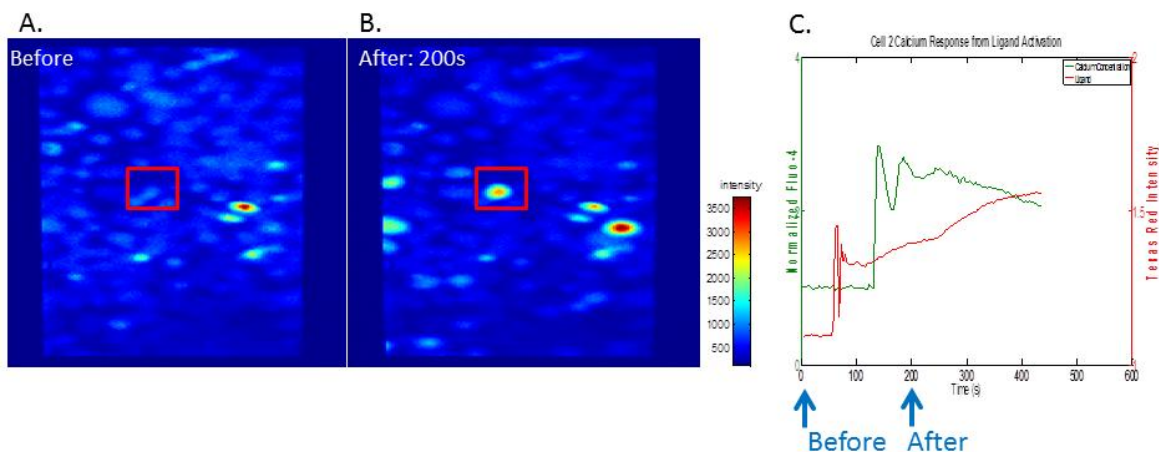 A.
B.
C.
Before
After: 200s
Cell 2 Calcium Response from Ligand Activation
Calcium Concentration
Ligand
intensity
3500
3000
2500
2000
1500
1000
500
Normalized Fluo-4
4
0
Texas Red Intensity
2
1.5
1
0 100 200 300 400 500 600
Time (s)
Before
After